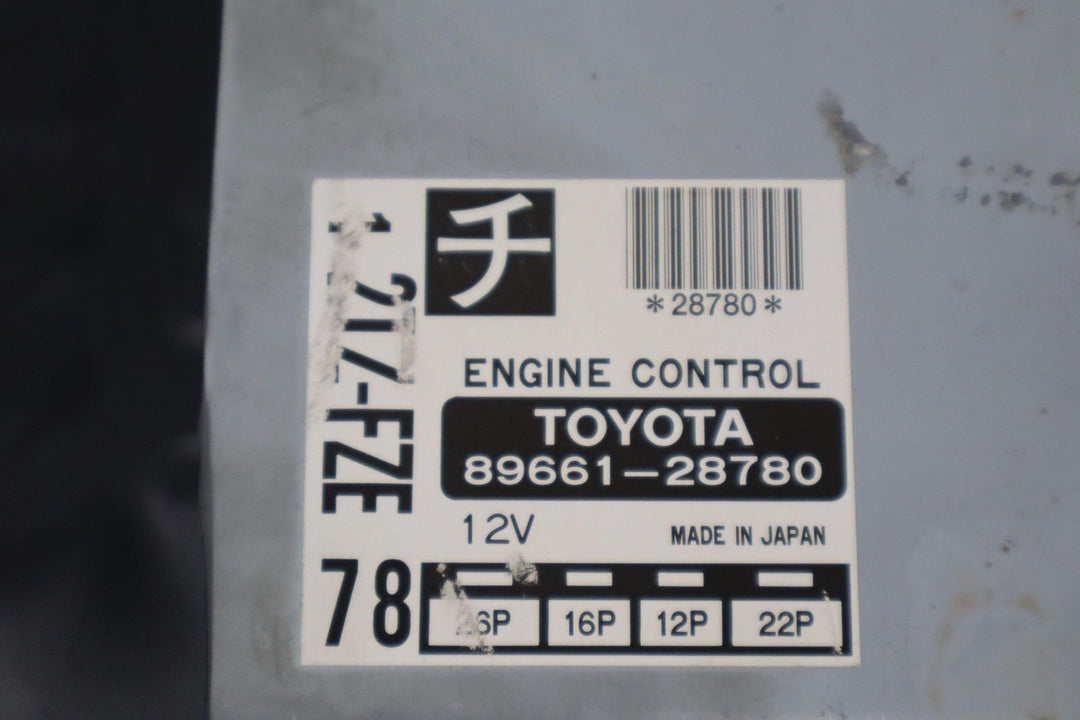 チ
*28780*
ENGINE CONTROL
TOYOTA
89661-28780
12V
MADE IN JAPAN
78
16P
12P
22P